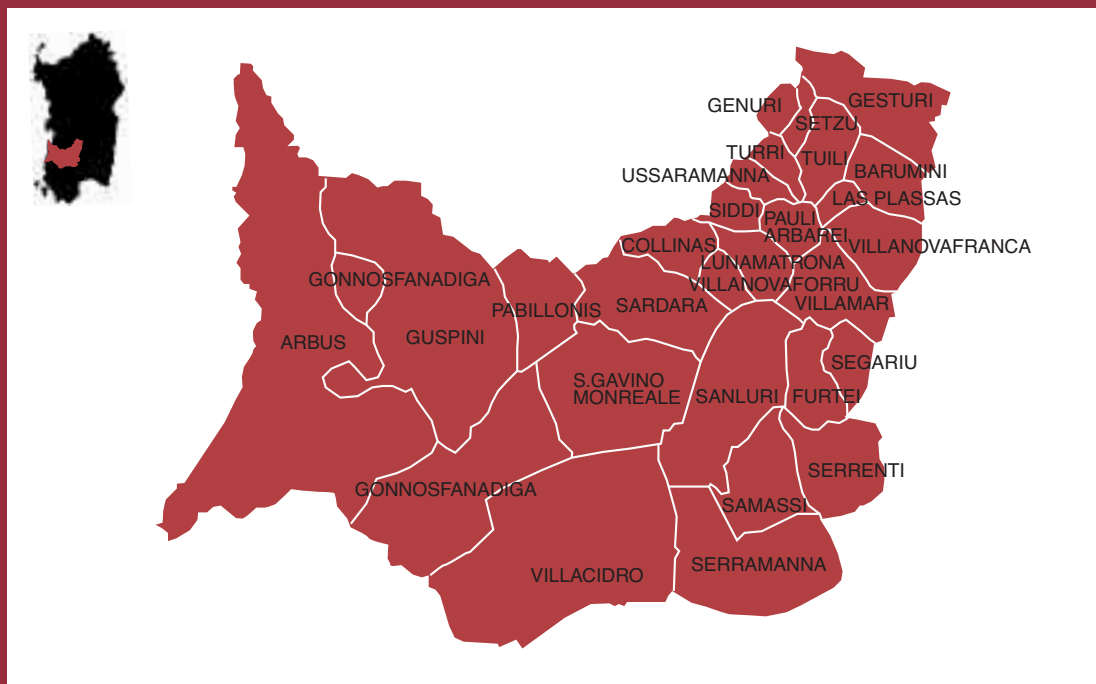 GESTURI
GENURI
SETZU
TURRI
TUILI
BARUMINI
USSARAMANNA
LAS PLASSAS
SIDDI
PAULI
ARBAREI
COLLINAS
VILLANOVAFRANCA
LUNAMATRONA
GONNOSFANADIGA
VILLANOVAFORRU
PABILLONIS
SARDARA
VILLAMAR
ARBUS
GUSPINI
SEGARIU
S.GAVINO
MONREALE
SANLURI
FURTEI
SERRENTI
GONNOSFANADIGA
SAMASSI
SERRAMANNA
VILLACIDRO